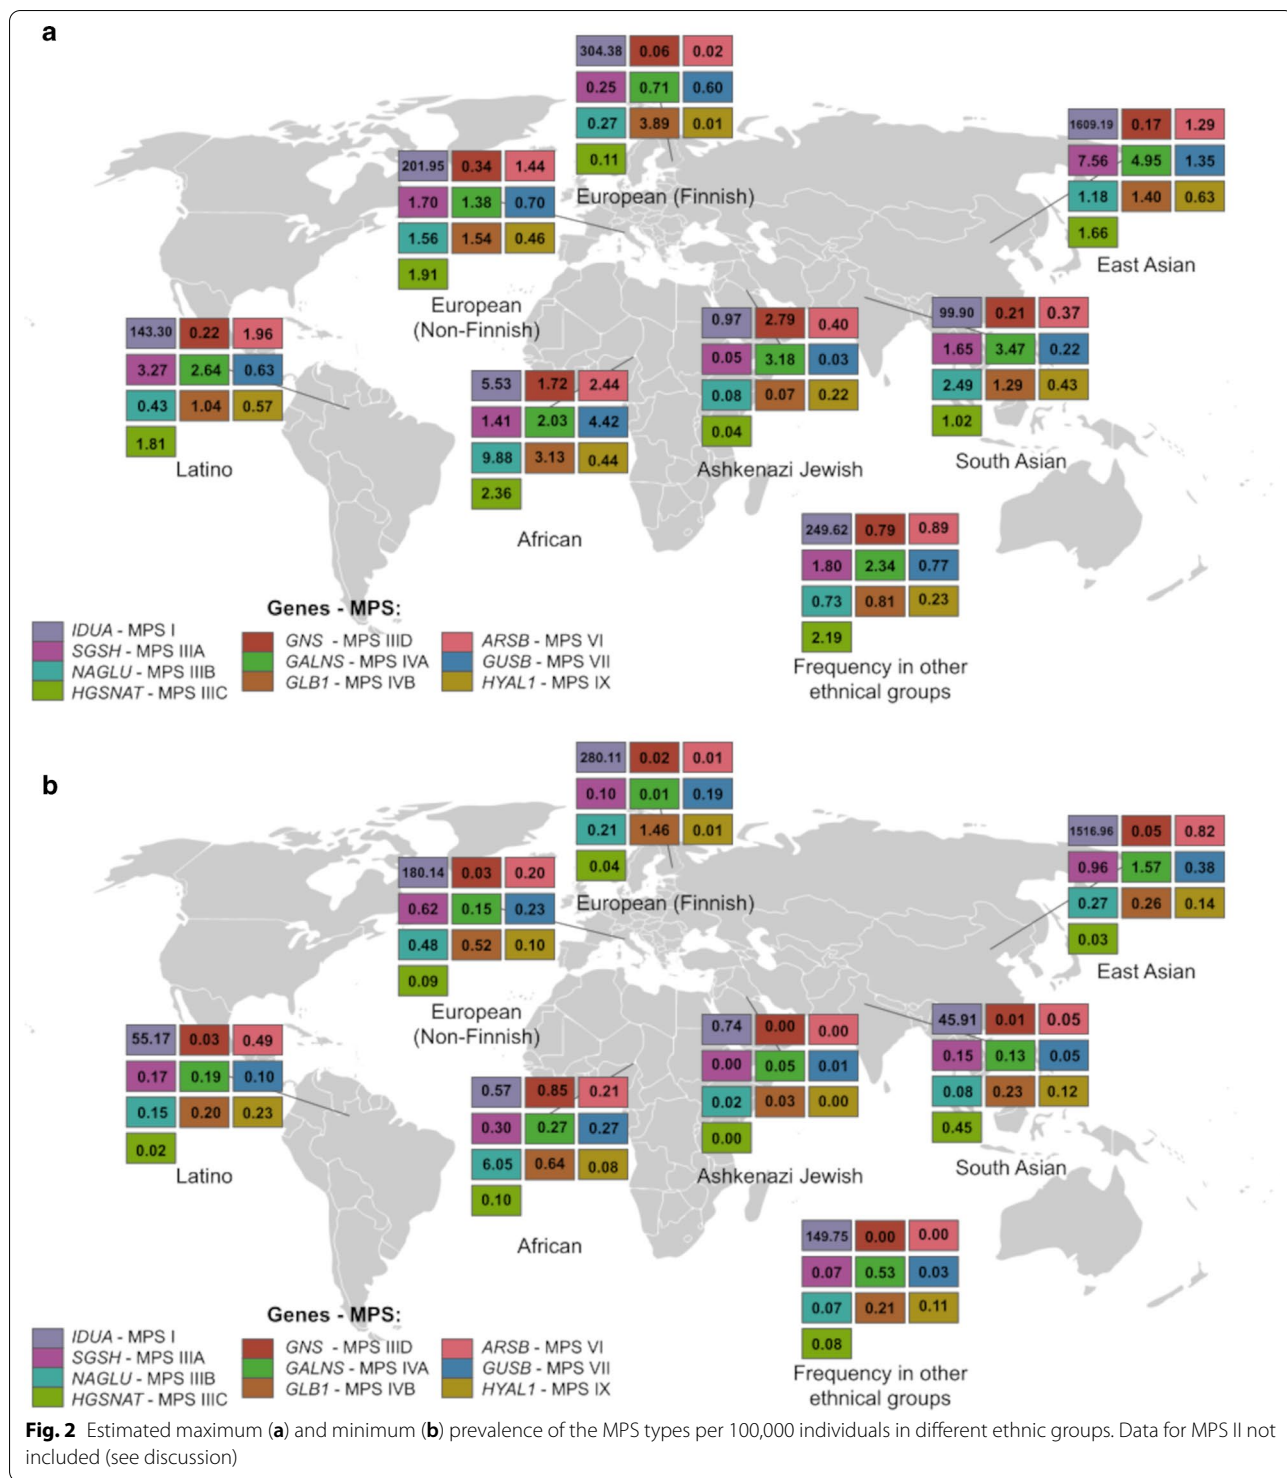 a
304.38 0.06 0.02
0.25 0.71 0.60
0.27 3.89 0.01
0.11
European (Finnish)
1609.19 0.17 1.29
7.56 4.95 1.35
1.18 1.40 0.63
1.66
East Asian
201.95 0.34 1.44
1.70 1.38 0.70
1.56 1.54 0.46
1.91
European
(Non-Finnish)
143.30 0.22 1.96
3.27 2.64 0.63
0.43 1.04 0.57
1.81
Latino
5.53 1.72 2.44
1.41 2.03 4.42
9.88 3.13 0.44
2.36
African
0.97 2.79 0.40
0.05 3.18 0.03
0.08 0.07 0.22
0.04
Ashkenazi Jewish
99.90 0.21 0.37
1.65 3.47 0.22
2.49 1.29 0.43
1.02
South Asian
249.62 0.79 0.89
1.80 2.34 0.77
0.73 0.81 0.23
2.19
Frequency in other
ethnical groups
Genes - MPS:
IDUA - MPS I
SGSH - MPS IIIA
NAGLU - MPS IIIB
HGSNAT - MPS IIIC
GNS - MPS IIID
GALNS - MPS IVA
GLB1 - MPS IVB
ARSB - MPS VI
GUSB - MPS VII
HYAL1 - MPS IX
b
280.11 0.02 0.01
0.10 0.01 0.19
0.21 1.46 0.01
0.04
European (Finnish)
1516.96 0.05 0.82
0.96 1.57 0.38
0.27 0.26 0.14
0.03
East Asian
180.14 0.03 0.20
0.62 0.15 0.23
0.48 0.52 0.10
0.09
European
(Non-Finnish)
55.17 0.03 0.49
0.17 0.19 0.10
0.15 0.20 0.23
0.02
Latino
0.57 0.85 0.21
0.30 0.27 0.27
6.05 0.64 0.08
0.10
African
0.74 0.00 0.00
0.00 0.05 0.01
0.02 0.03 0.00
0.00
Ashkenazi Jewish
45.91 0.01 0.05
0.15 0.13 0.05
0.08 0.23 0.12
0.45
South Asian
149.75 0.00 0.00
0.07 0.53 0.03
0.07 0.21 0.11
0.08
Frequency in other
ethnical groups
Genes - MPS:
IDUA - MPS I
SGSH - MPS IIIA
NAGLU - MPS IIIB
HGSNAT - MPS IIIC
GNS - MPS IIID
GALNS - MPS IVA
GLB1 - MPS IVB
ARSB - MPS VI
GUSB - MPS VII
HYAL1 - MPS IX
Fig. 2 Estimated maximum (a) and minimum (b) prevalence of the MPS types per 100,000 individuals in different ethnic groups. Data for MPS II not
included (see discussion)